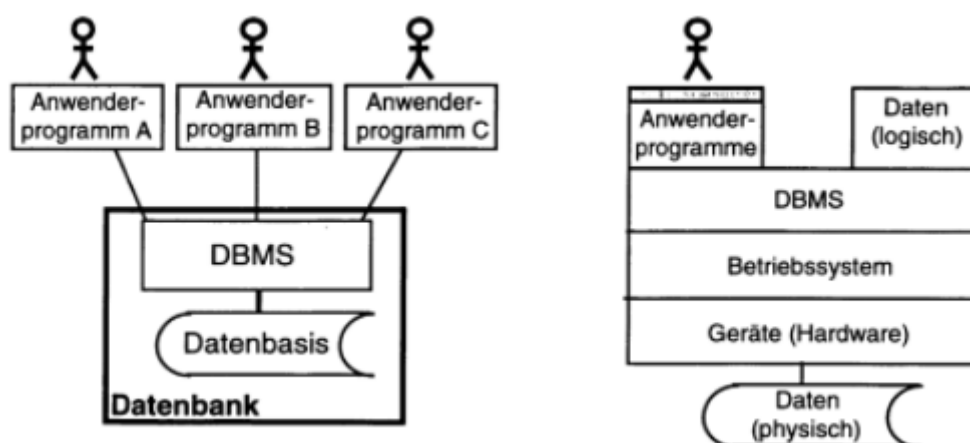 Anwender-
programm A
Anwender-
programm B
Anwender-
programm C
DBMS
Datenbasis
Datenbank
Anwender-
programme
Daten
(logisch)
DBMS
Betriebssystem
Geräte (Hardware)
Daten
(physisch)